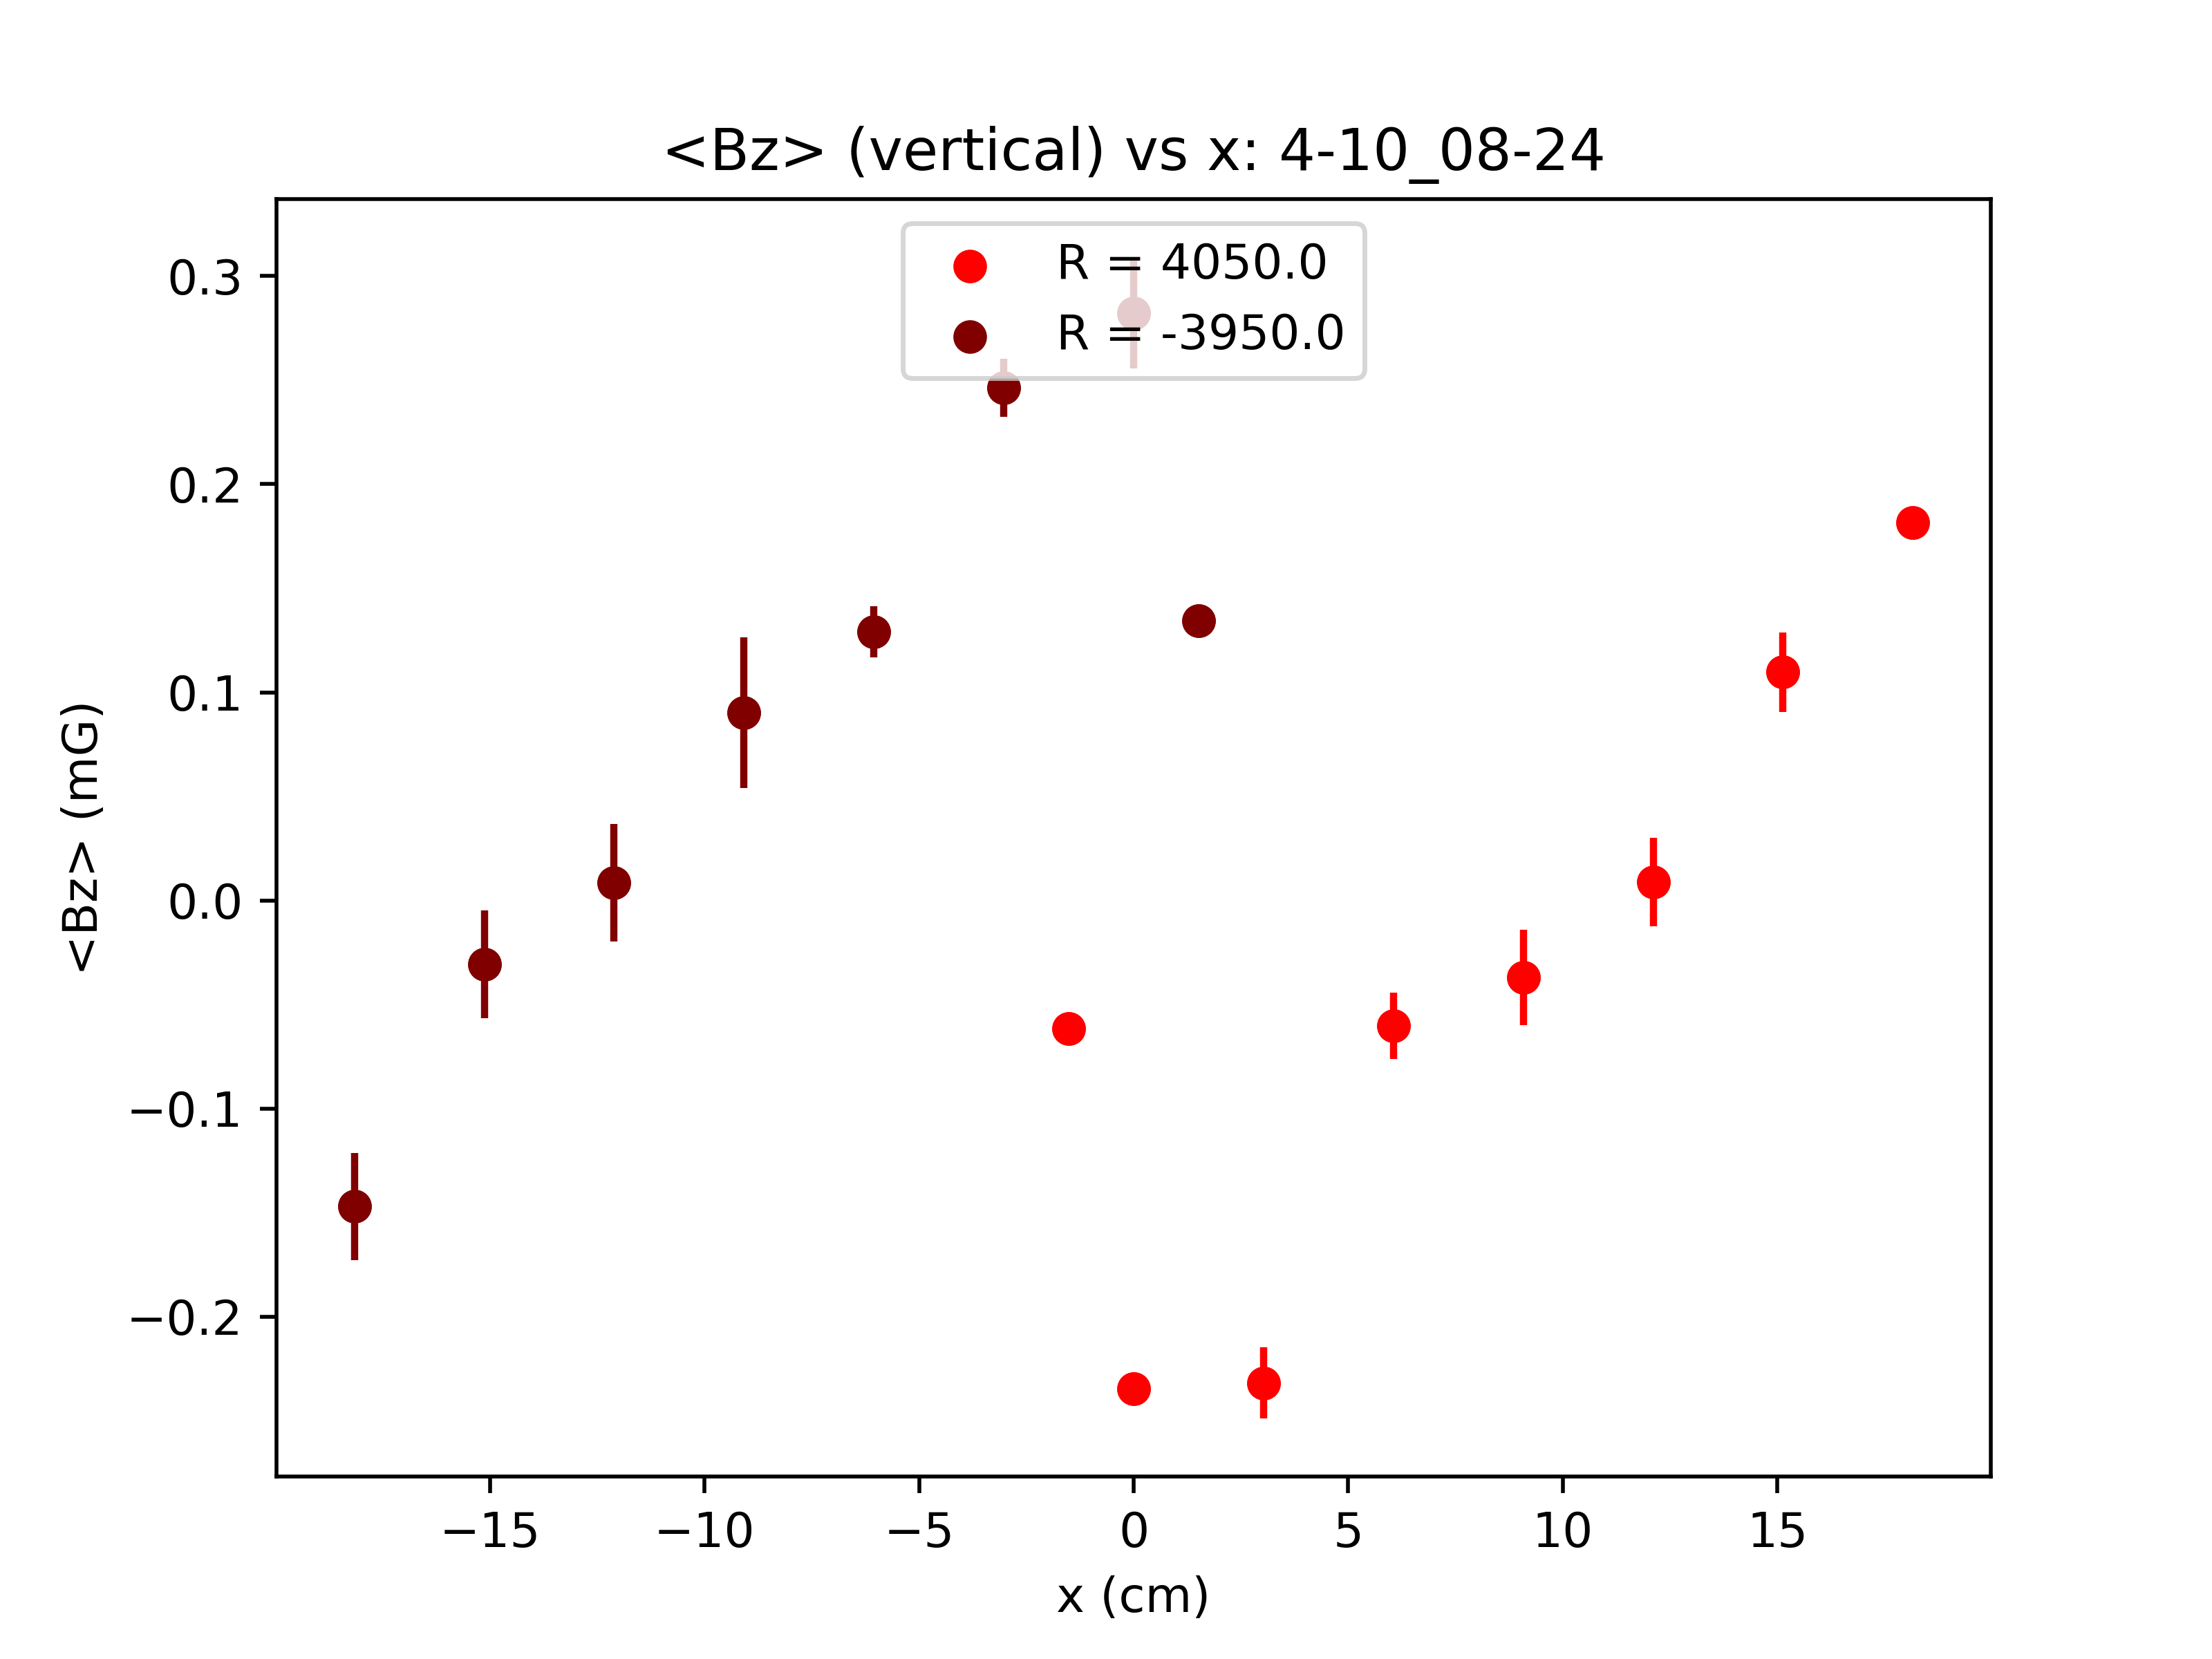 <Bz> (vertical) vs x: 4-10_08-24
R = 4050.0
R = -3950.0
0.3
0.2
0.1
0.0
−0.1
−0.2
<Bz> (mG)
−15 −10 −5 0 5 10 15
x (cm)